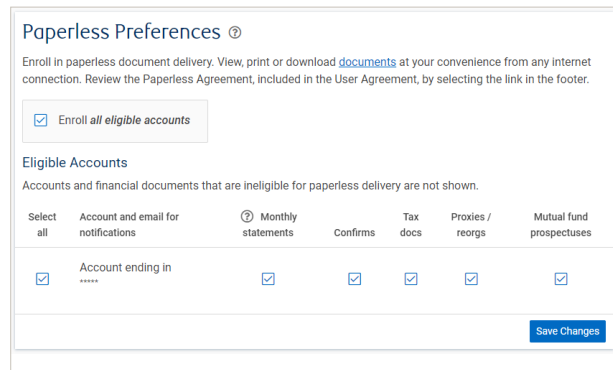 Paperless Preferences ?
Enroll in paperless document delivery. View, print or download documents at your convenience from any internet
connection. Review the Paperless Agreement, included in the User Agreement, by selecting the link in the footer.
Enroll all eligible accounts
Eligible Accounts
Accounts and financial documents that are ineligible for paperless delivery are not shown.
Select all
Account and email for notifications
? Monthly statements
Confirms
Tax docs
Proxies / reorgs
Mutual fund prospectuses
Account ending in
*****
Save Changes